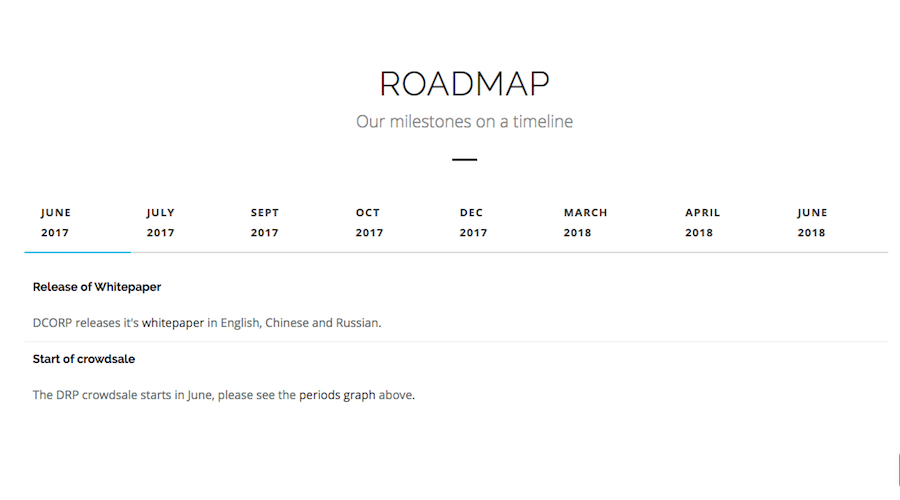 ROADMAP
Our milestones on a timeline
JUNE 2017
JULY 2017
SEPT 2017
OCT 2017
DEC 2017
MARCH 2018
APRIL 2018
JUNE 2018
Release of Whitepaper
DCORP releases it's whitepaper in English, Chinese and Russian.
Start of crowdsale
The DRP crowdsale starts in June, please see the periods graph above.